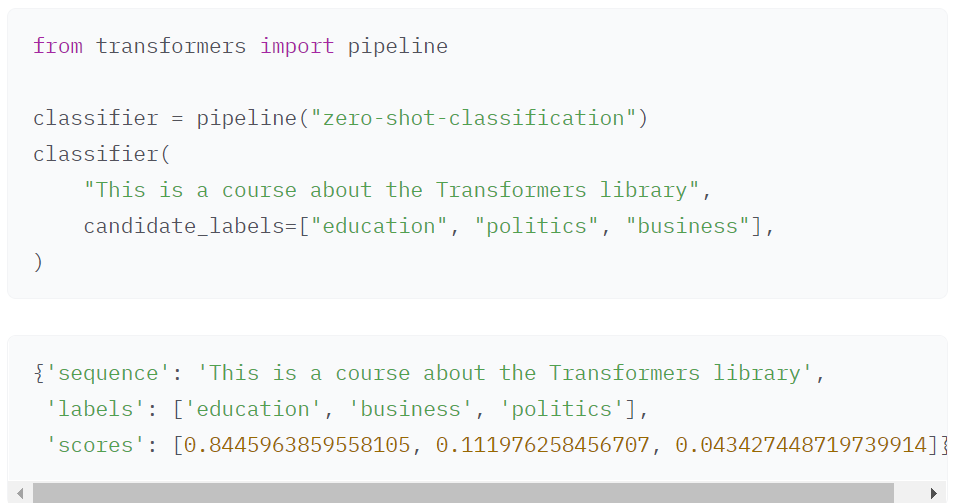 from transformers import pipeline
classifier = pipeline("zero-shot-classification")
classifier(
    "This is a course about the Transformers library",
    candidate_labels=["education", "politics", "business"],
)
{'sequence': 'This is a course about the Transformers library',
 'labels': ['education', 'business', 'politics'],
 'scores': [0.8445963859558105, 0.111976258456707, 0.043427448719739914]}